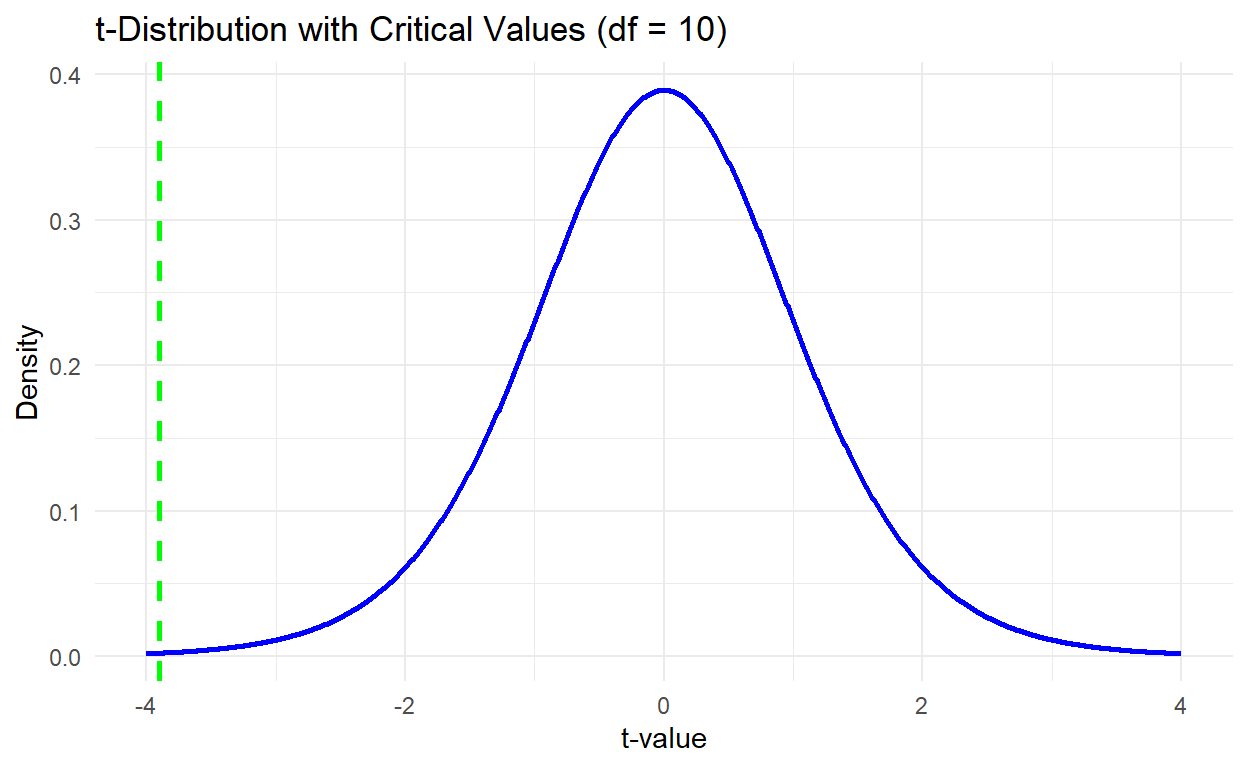 t-Distribution with Critical Values (df = 10)
0.4
0.3
0.2
0.1
0.0
Density
-4 -2 0 2 4
t-value